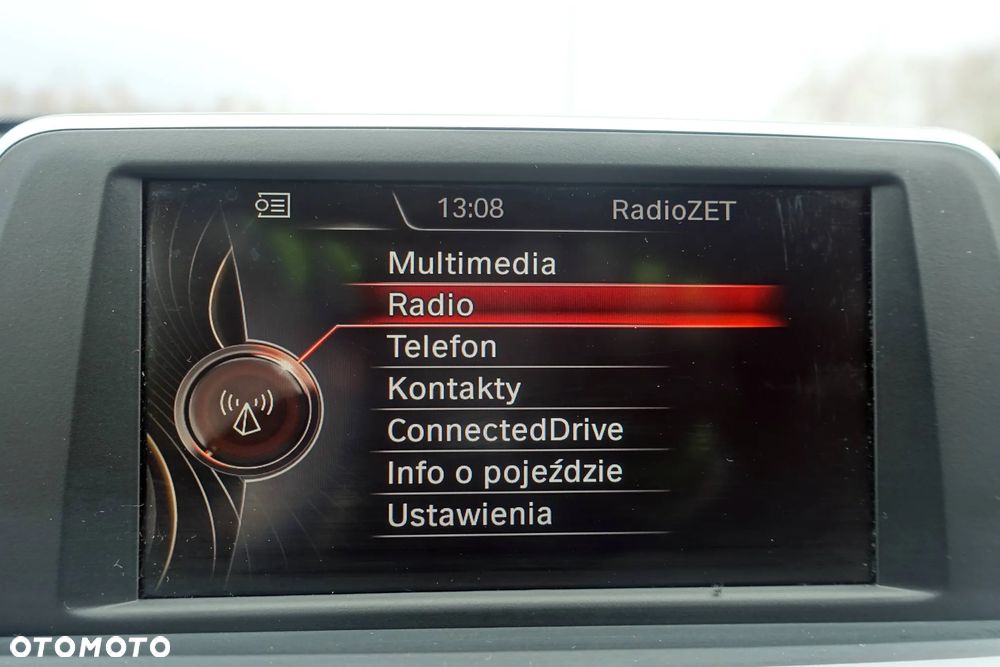 13:08 RadioZET
Multimedia
Radio
Telefon
Kontakty
ConnectedDrive
Info o pojeździe
Ustawienia
OTOMOTO